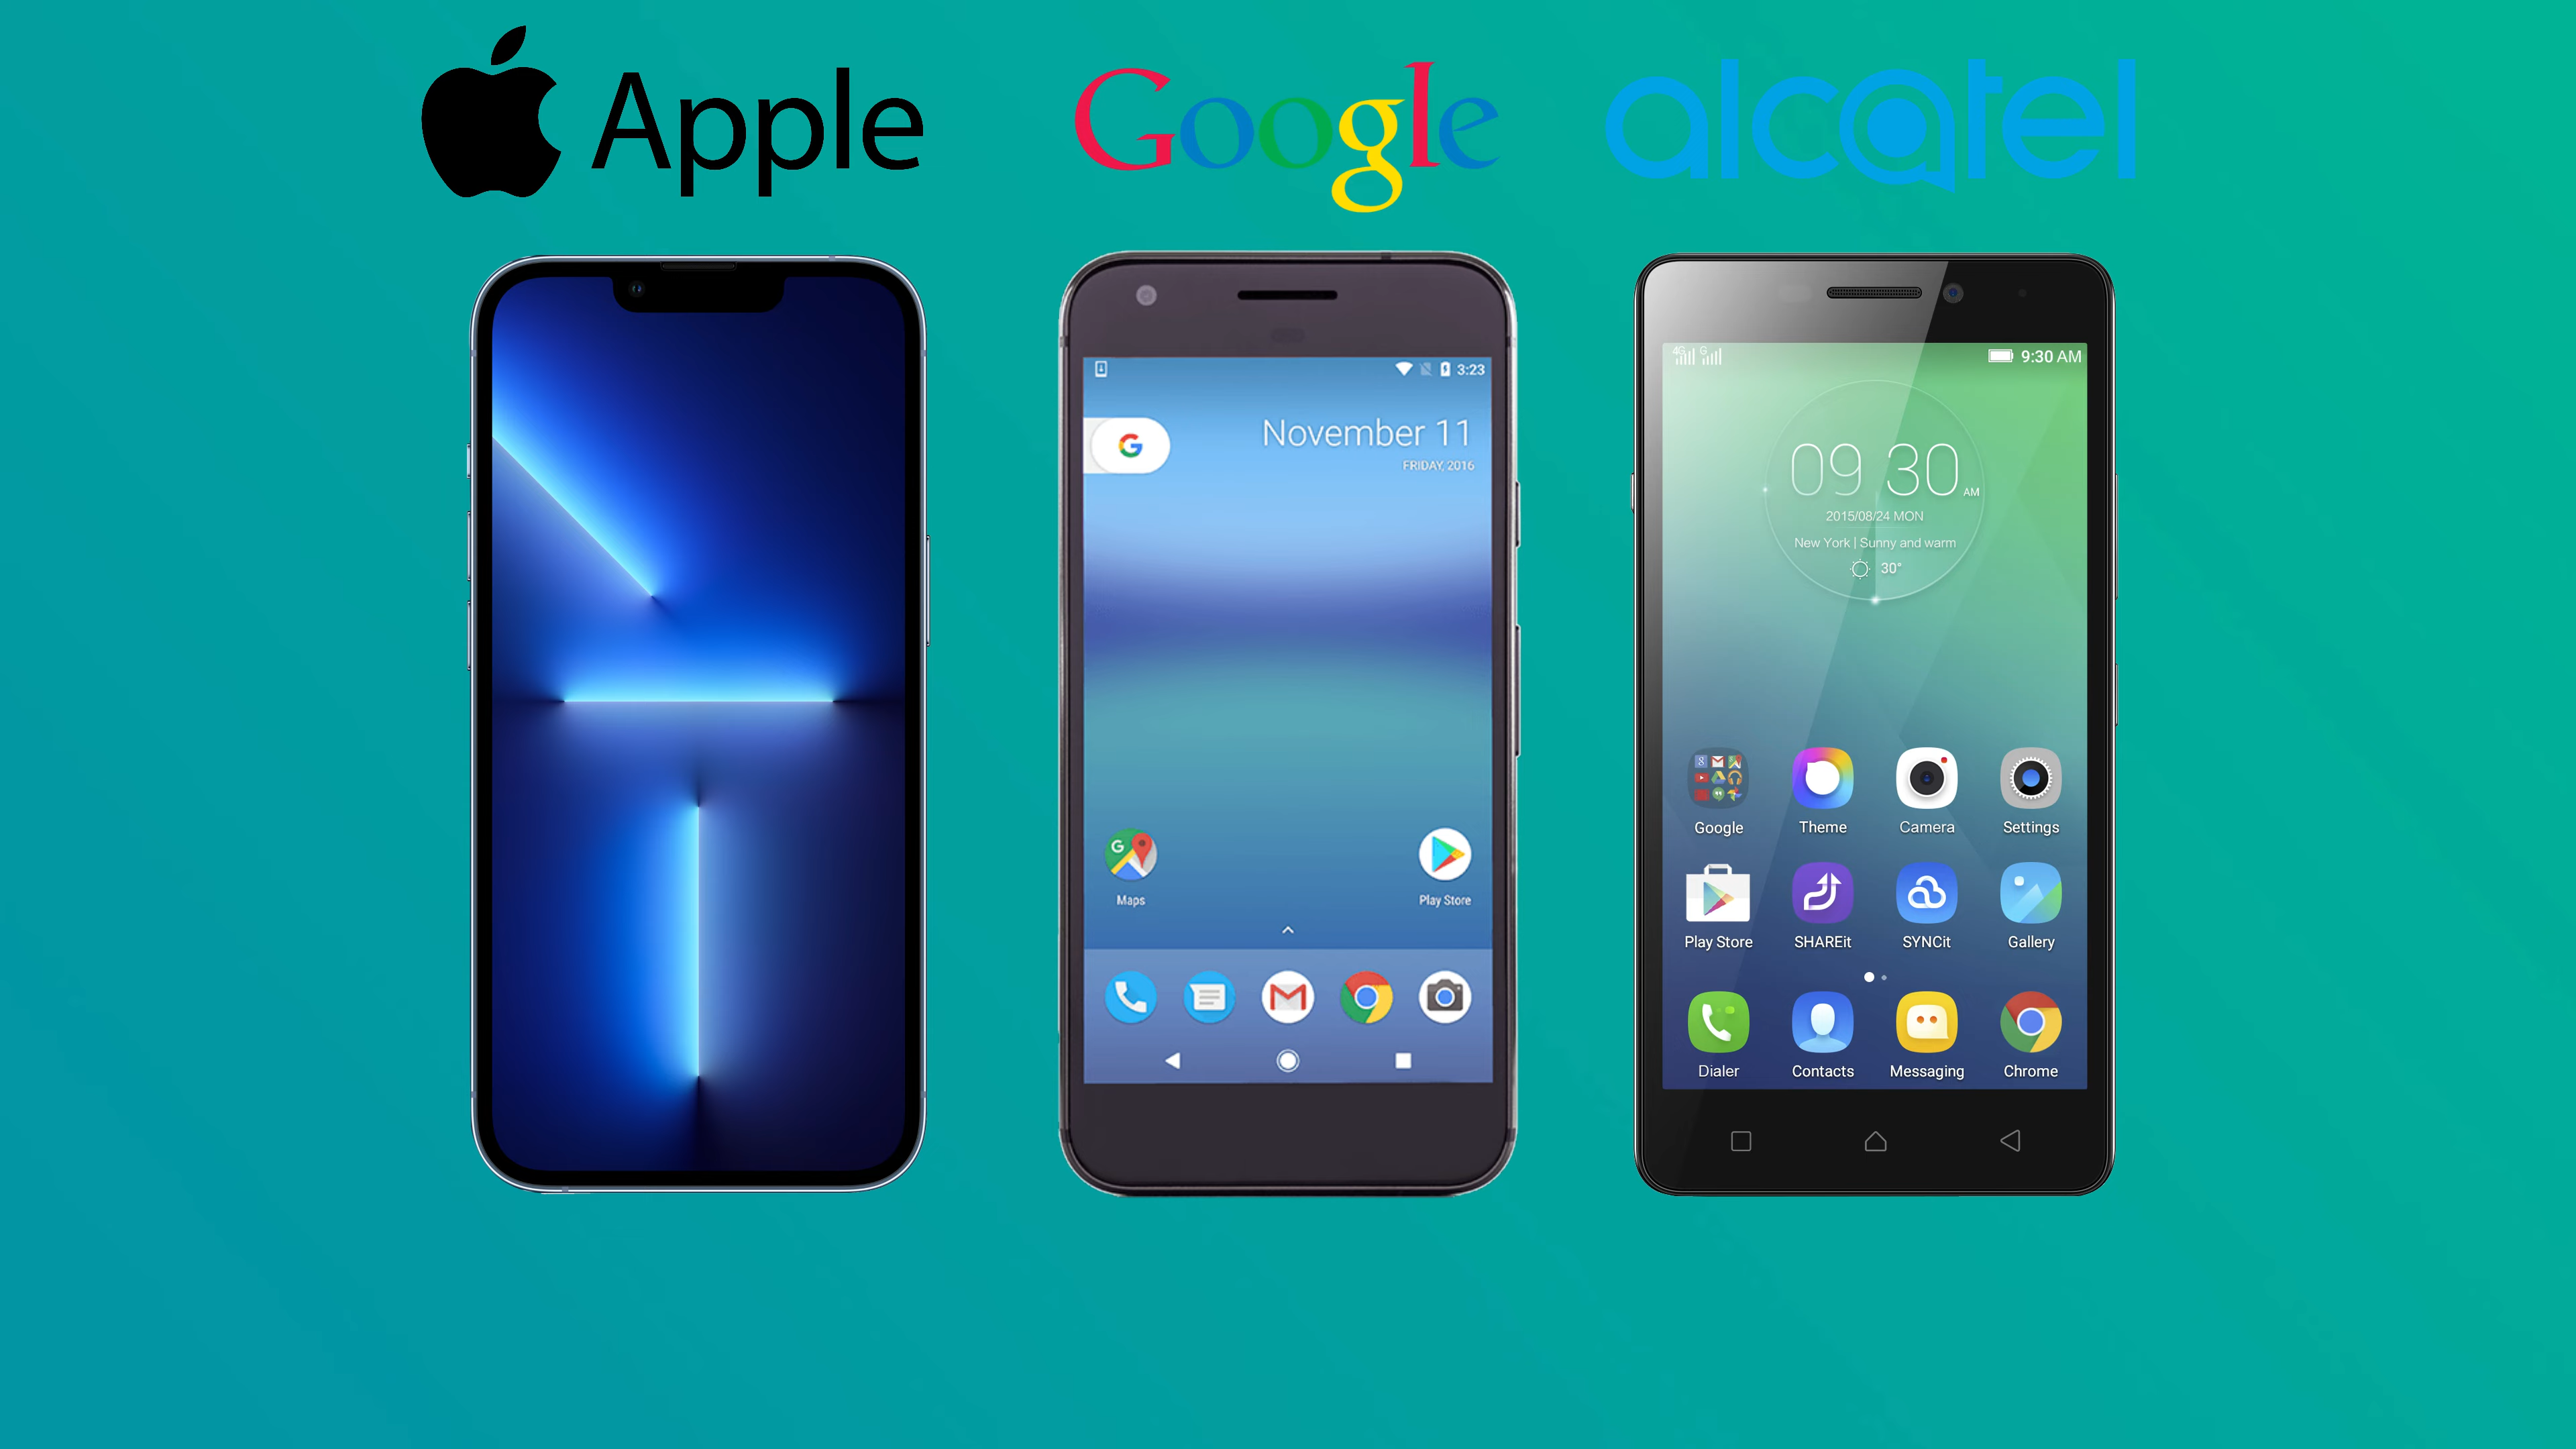 Apple
Google
alcatel
3:23
November 11
FRIDAY, 2016
G
Maps
Play Store
4G G
9:30 AM
09 30 AM
2015/08/24 MON
New York | Sunny and warm
30°
Google
Theme
Camera
Settings
Play Store
SHAREit
SYNCit
Gallery
Dialer
Contacts
Messaging
Chrome